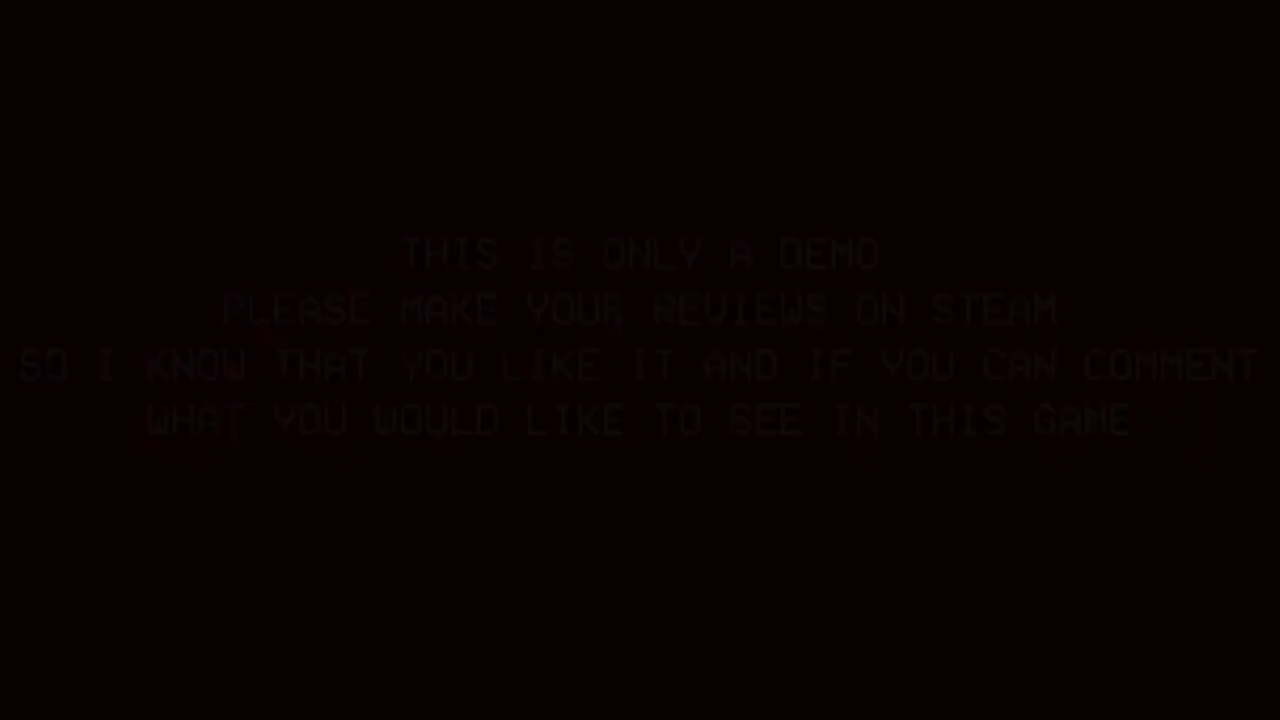 THIS IS ONLY A DEMO
PLEASE MAKE YOUR REVIEWS ON STEAM
SO I KNOW THAT YOU LIKE IT AND IF YOU CAN COMMENT
WHAT YOU WOULD LIKE TO SEE IN THIS GAME